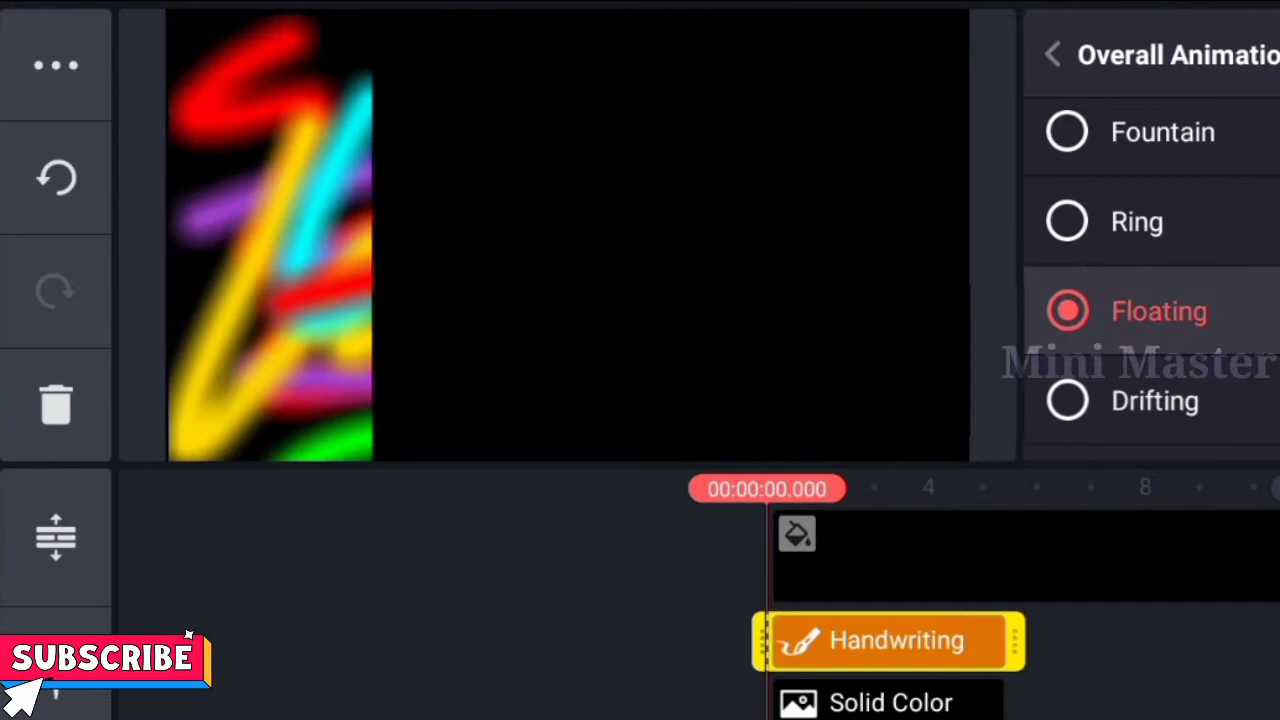 Overall Animatio
Fountain
Ring
Floating
Mini Master
Drifting
00:00:00.000
4
8
Handwriting
SUBSCRIBE
Solid Color